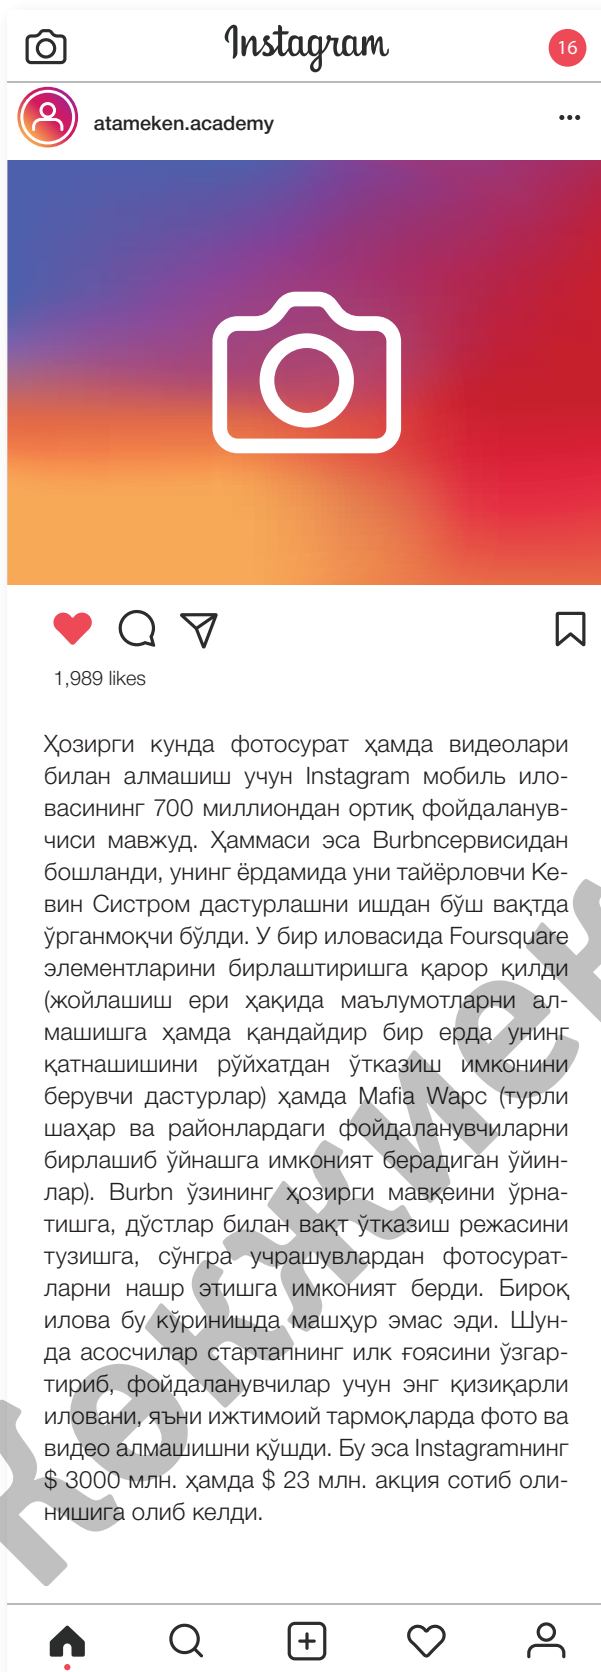 Instagram
16
atameken.academy
1,989 likes
Ҳозирги кунда фотосурат ҳамда видеолари
билан алмашиш учун Instagram мобиль ило-
васининг 700 миллиондан ортиқ фойдаланув-
чиси мавжуд. Ҳаммаси эса Burbnсервисидан
бошланди, унинг ёрдамида уни тайёрловчи Ке-
вин Систром дастурлашни ишдан бўш вақтда
ўрганмоқчи бўлди. У бир иловасида Foursquare
элементларини бирлаштиришга қарор қилди
(жойлашиш ери ҳақида маълумотларни ал-
машишга ҳамда қандайдир бир ерда унинг
қатнашишини рўйхатдан ўтказиш имконини
берувчи дастурлар) ҳамда Mafia Wарс (турли
шаҳар ва районлардаги фойдаланувчиларни
бирлашиб ўйнашга имконият берадиган ўйин-
лар). Burbn ўзининг ҳозирги мавқеини ўрна-
тишга, дўстлар билан вақт ўтказиш режасини
тузишга, сўнгра учрашувлардан фотосурат-
ларни нашр этишга имконият берди. Бироқ
илова бу кўринишда машҳур эмас эди. Шун-
да асосчилар стартапнинг илк ғоясини ўзгар-
тириб, фойдаланувчилар учун энг қизиқарли
иловани, яъни ижтимоий тармоқларда фото ва
видео алмашишни қўшди. Бу эса Instagramнинг
$ 3000 млн. ҳамда $ 23 млн. акция сотиб оли-
нишига олиб келди.